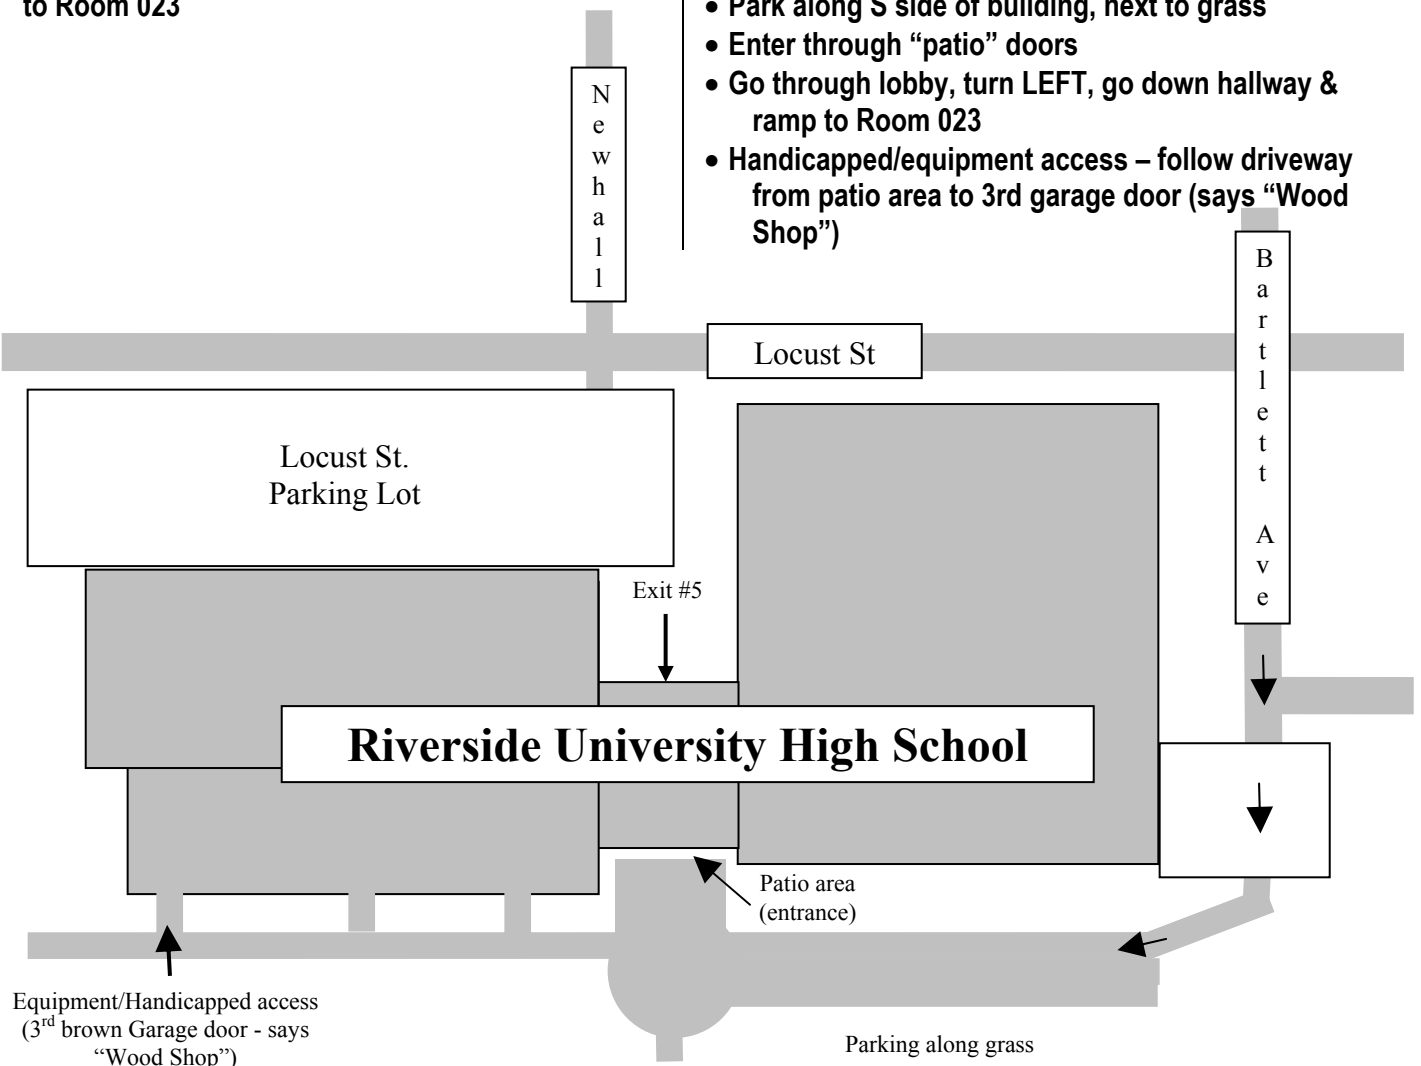 to Room 023
• Park along S side of building, next to grass
• Enter through “patio” doors
• Go through lobby, turn LEFT, go down hallway &
ramp to Room 023
• Handicapped/equipment access – follow driveway
from patio area to 3rd garage door (says “Wood
Shop”)
Newhall
Bartlett Ave
Locust St
Locust St.
Parking Lot
Exit #5
Riverside University High School
Patio area
(entrance)
Equipment/Handicapped access
(3rd brown Garage door - says
“Wood Shop”)
Parking along grass